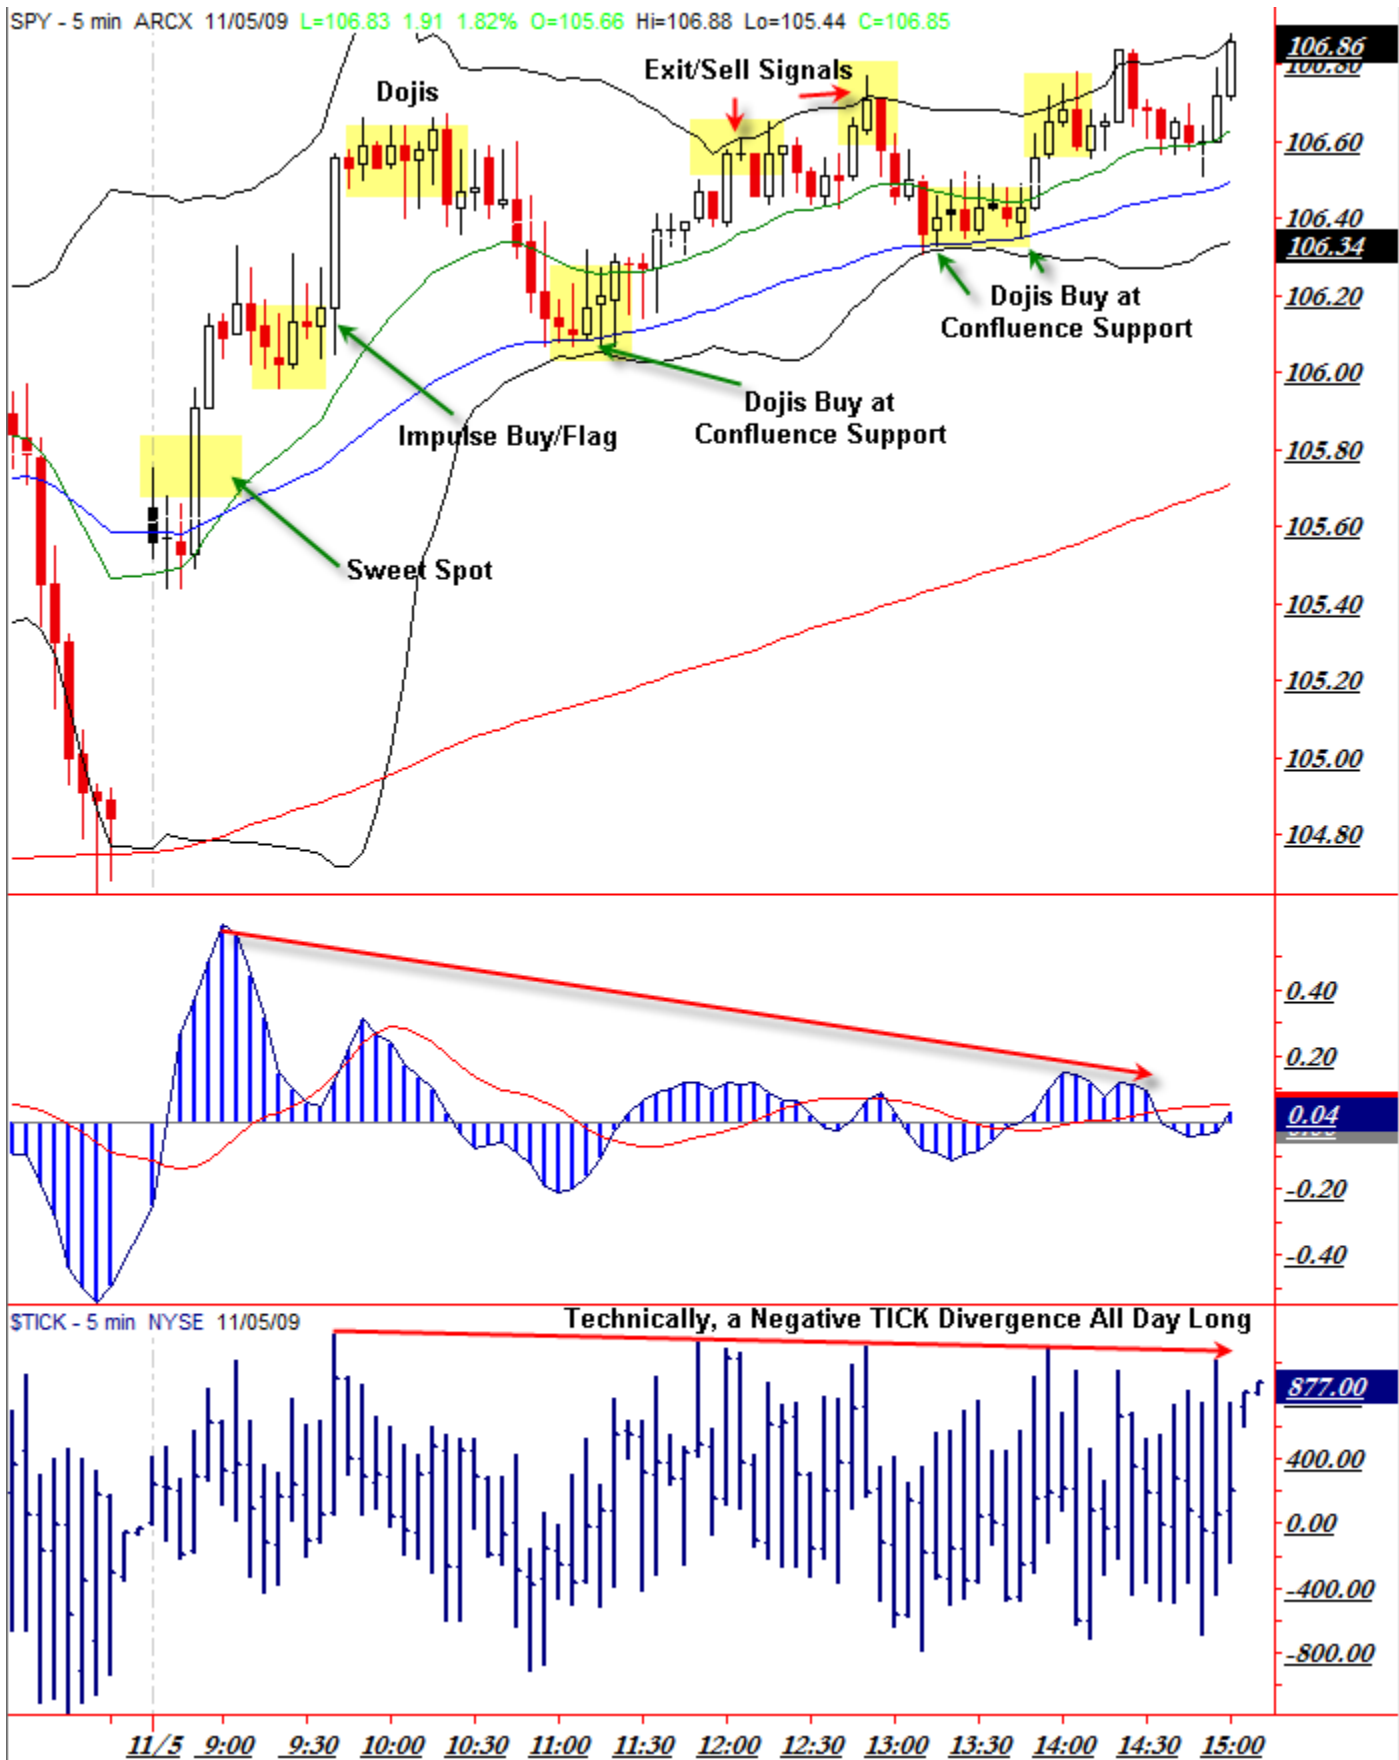 SPY - 5 min ARCX 11/05/09 L=106.83 1.91 1.82% O=105.66 Hi=106.88 Lo=105.44 C=106.85
106.86
106.80
Exit/Sell Signals
Dojis
106.60
106.40
106.34
Dojis Buy at
Confluence Support
106.20
106.00
Dojis Buy at
Confluence Support
Impulse Buy/Flag
105.80
105.60
Sweet Spot
105.40
105.20
105.00
104.80
0.40
0.20
0.04
-0.20
-0.40
$TICK - 5 min NYSE 11/05/09
Technically, a Negative TICK Divergence All Day Long
877.00
400.00
0.00
-400.00
-800.00
11/5 9:00 9:30 10:00 10:30 11:00 11:30 12:00 12:30 13:00 13:30 14:00 14:30 15:00